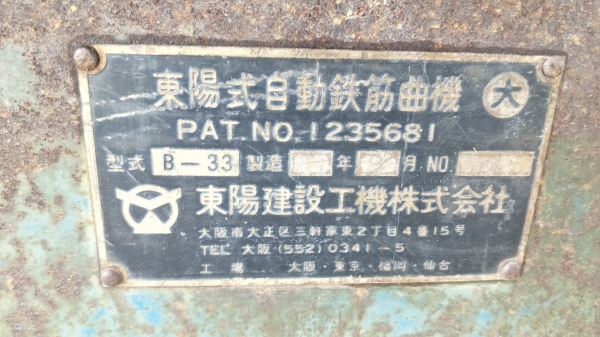 東陽式自動鉄筋曲機 大
PAT.NO.1235681
型式 B-33 製造 年 月 NO
東陽建設工機株式会社
大阪市大正区三軒家東2丁目4番15号
TEL 大阪(552)0341-5
工場 大阪・東京・福岡・仙台